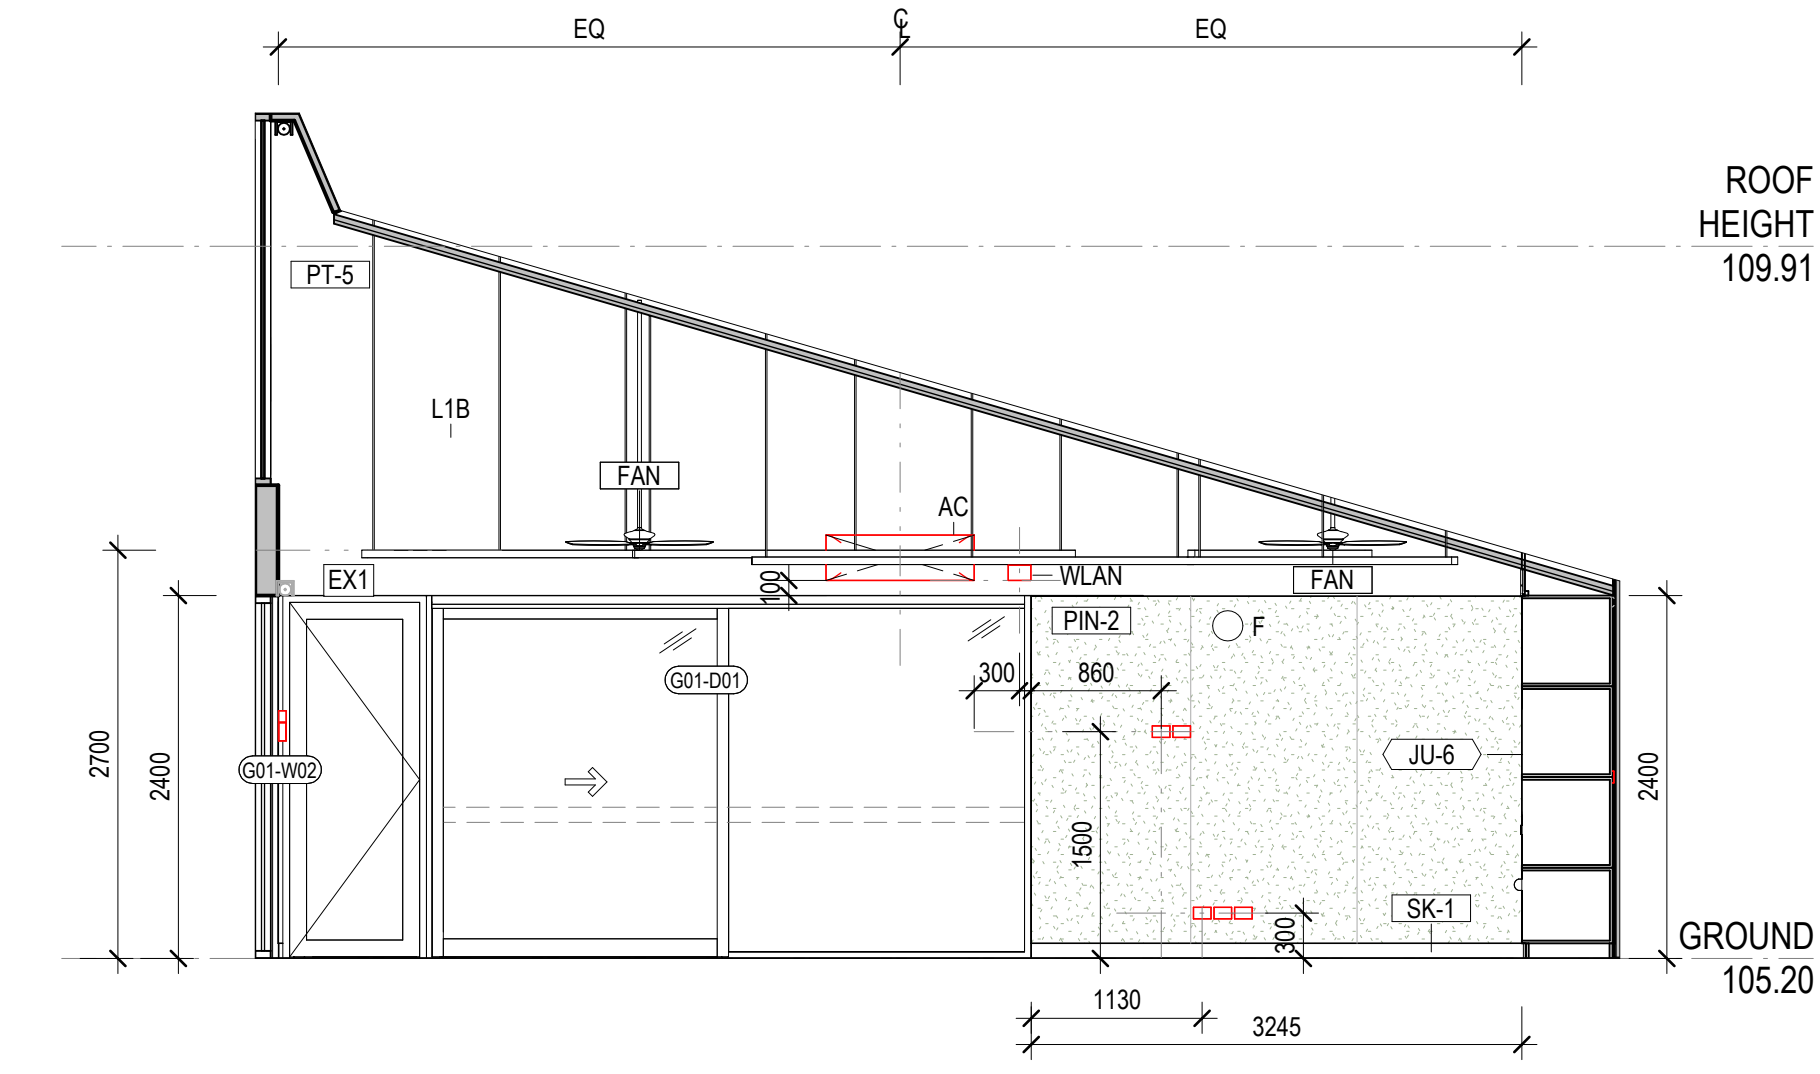 EQ
℄
EQ
ROOF
HEIGHT
109.91
PT-5
L1B
FAN
AC
EX1
100
WLAN
FAN
PIN-2
F
G01-D01
300
860
2700
2400
G01-W02
JU-6
2400
1500
SK-1
300
GROUND
105.20
1130
3245